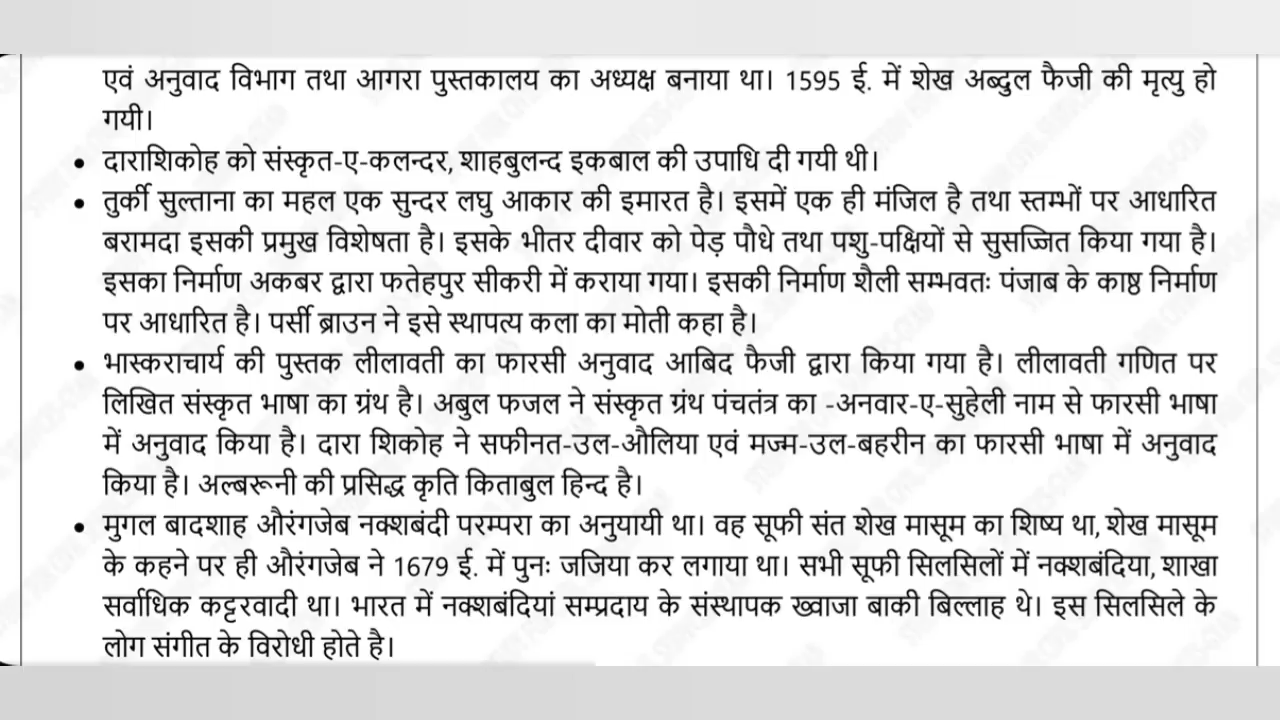 एवं अनुवाद विभाग तथा आगरा पुस्तकालय का अध्यक्ष बनाया था। 1595 ई. में शेख अब्दुल फैजी की मृत्यु हो
गयी।
• दाराशिकोह को संस्कृत-ए-कलन्दर, शाहबुलन्द इकबाल की उपाधि दी गयी थी।
• तुर्की सुल्ताना का महल एक सुन्दर लघु आकार की इमारत है। इसमें एक ही मंजिल है तथा स्तम्भों पर आधारित
बरामदा इसकी प्रमुख विशेषता है। इसके भीतर दीवार को पेड़ पौधे तथा पशु-पक्षियों से सुसज्जित किया गया है।
इसका निर्माण अकबर द्वारा फतेहपुर सीकरी में कराया गया। इसकी निर्माण शैली सम्भवतः पंजाब के काष्ठ निर्माण
पर आधारित है। पर्सी ब्राउन ने इसे स्थापत्य कला का मोती कहा है।
• भास्कराचार्य की पुस्तक लीलावती का फारसी अनुवाद आबिद फैजी द्वारा किया गया है। लीलावती गणित पर
लिखित संस्कृत भाषा का ग्रंथ है। अबुल फजल ने संस्कृत ग्रंथ पंचतंत्र का -अनवार-ए-सुहेली नाम से फारसी भाषा
में अनुवाद किया है। दारा शिकोह ने सफीनत-उल-औलिया एवं मज्म-उल-बहरीन का फारसी भाषा में अनुवाद
किया है। अल्बरूनी की प्रसिद्ध कृति किताबुल हिन्द है।
• मुगल बादशाह औरंगजेब नक्शबंदी परम्परा का अनुयायी था। वह सूफी संत शेख मासूम का शिष्य था, शेख मासूम
के कहने पर ही औरंगजेब ने 1679 ई. में पुनः जजिया कर लगाया था। सभी सूफी सिलसिलों में नक्शबंदिया, शाखा
सर्वाधिक कट्टरवादी था। भारत में नक्शबंदियां सम्प्रदाय के संस्थापक ख्वाजा बाकी बिल्लाह थे। इस सिलसिले के
लोग संगीत के विरोधी होते है।